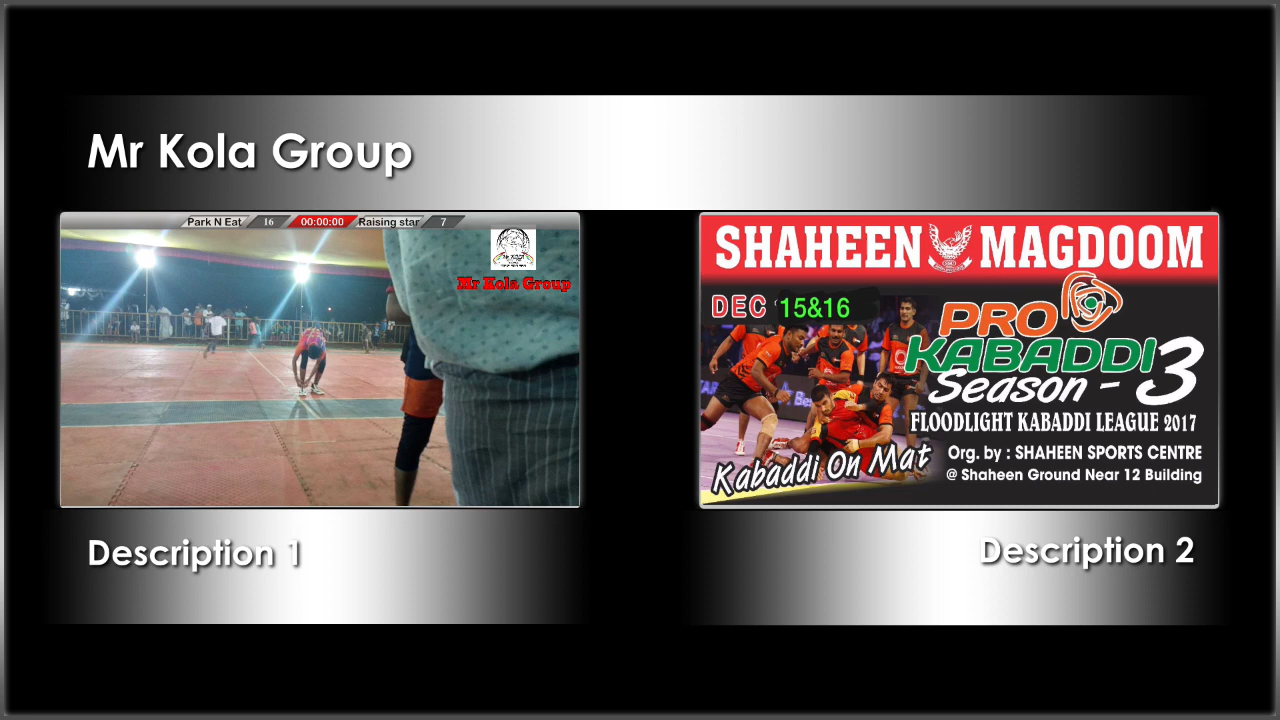 Mr Kola Group
Park N Eat 16 00:00:00 Raising star 7
Mr Kola Group
SHAHEEN MAGDOOM
DEC 15&16
PRO
KABADDI
Season - 3
FLOODLIGHT KABADDI LEAGUE 2017
Org. by : SHAHEEN SPORTS CENTRE
@ Shaheen Ground Near 12 Building
Kabaddi On Mat
Description 1
Description 2